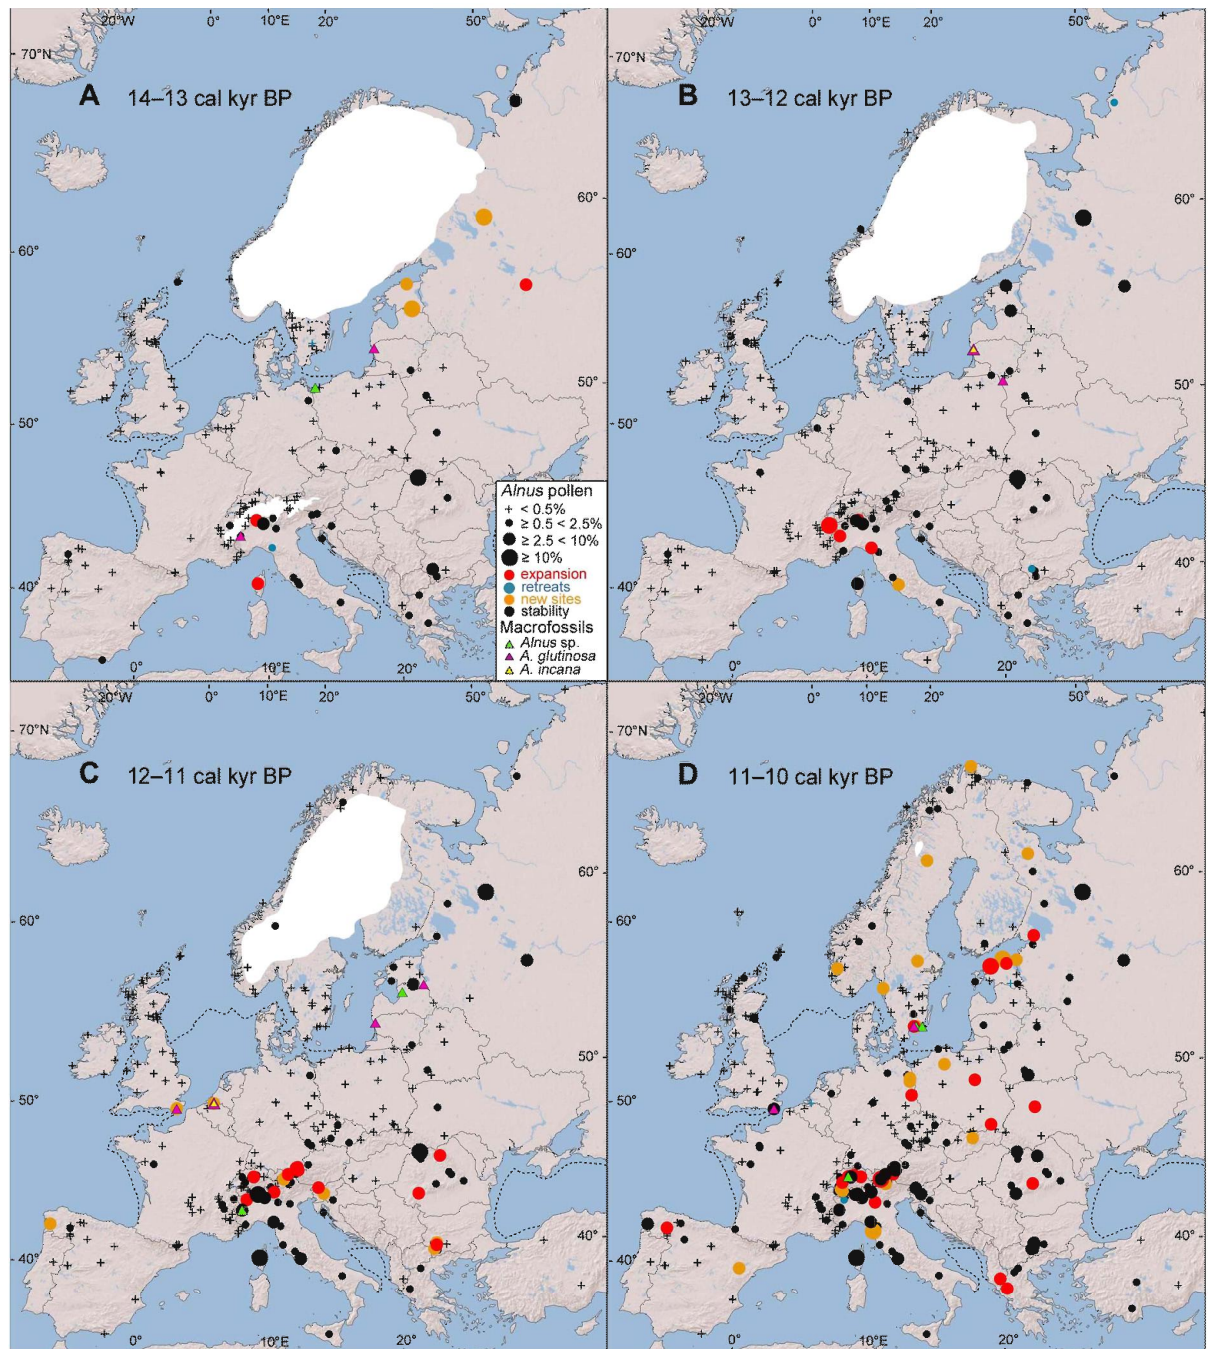 20°W 0° 10°E 20° 50°
20°W 0° 10°E 20° 50°
70°N
70°N
A 14–13 cal kyr BP
B 13–12 cal kyr BP
60°
60°
60°
60°
50°
50°
50°
50°
40°
40°
40°
40°
Alnus pollen
< 0.5%
≥ 0.5 < 2.5%
≥ 2.5 < 10%
≥ 10%
expansion
retreats
new sites
stability
Macrofossils
Alnus sp.
A. glutinosa
A. incana
0° 10°E 20°
0° 10°E 20°
20°W 0° 10°E 20° 50°
20°W 0° 10°E 20° 50°
70°N
70°N
C 12–11 cal kyr BP
D 11–10 cal kyr BP
60°
60°
60°
60°
50°
50°
50°
50°
40°
40°
40°
40°
0° 10°E 20°
0° 10°E 20°